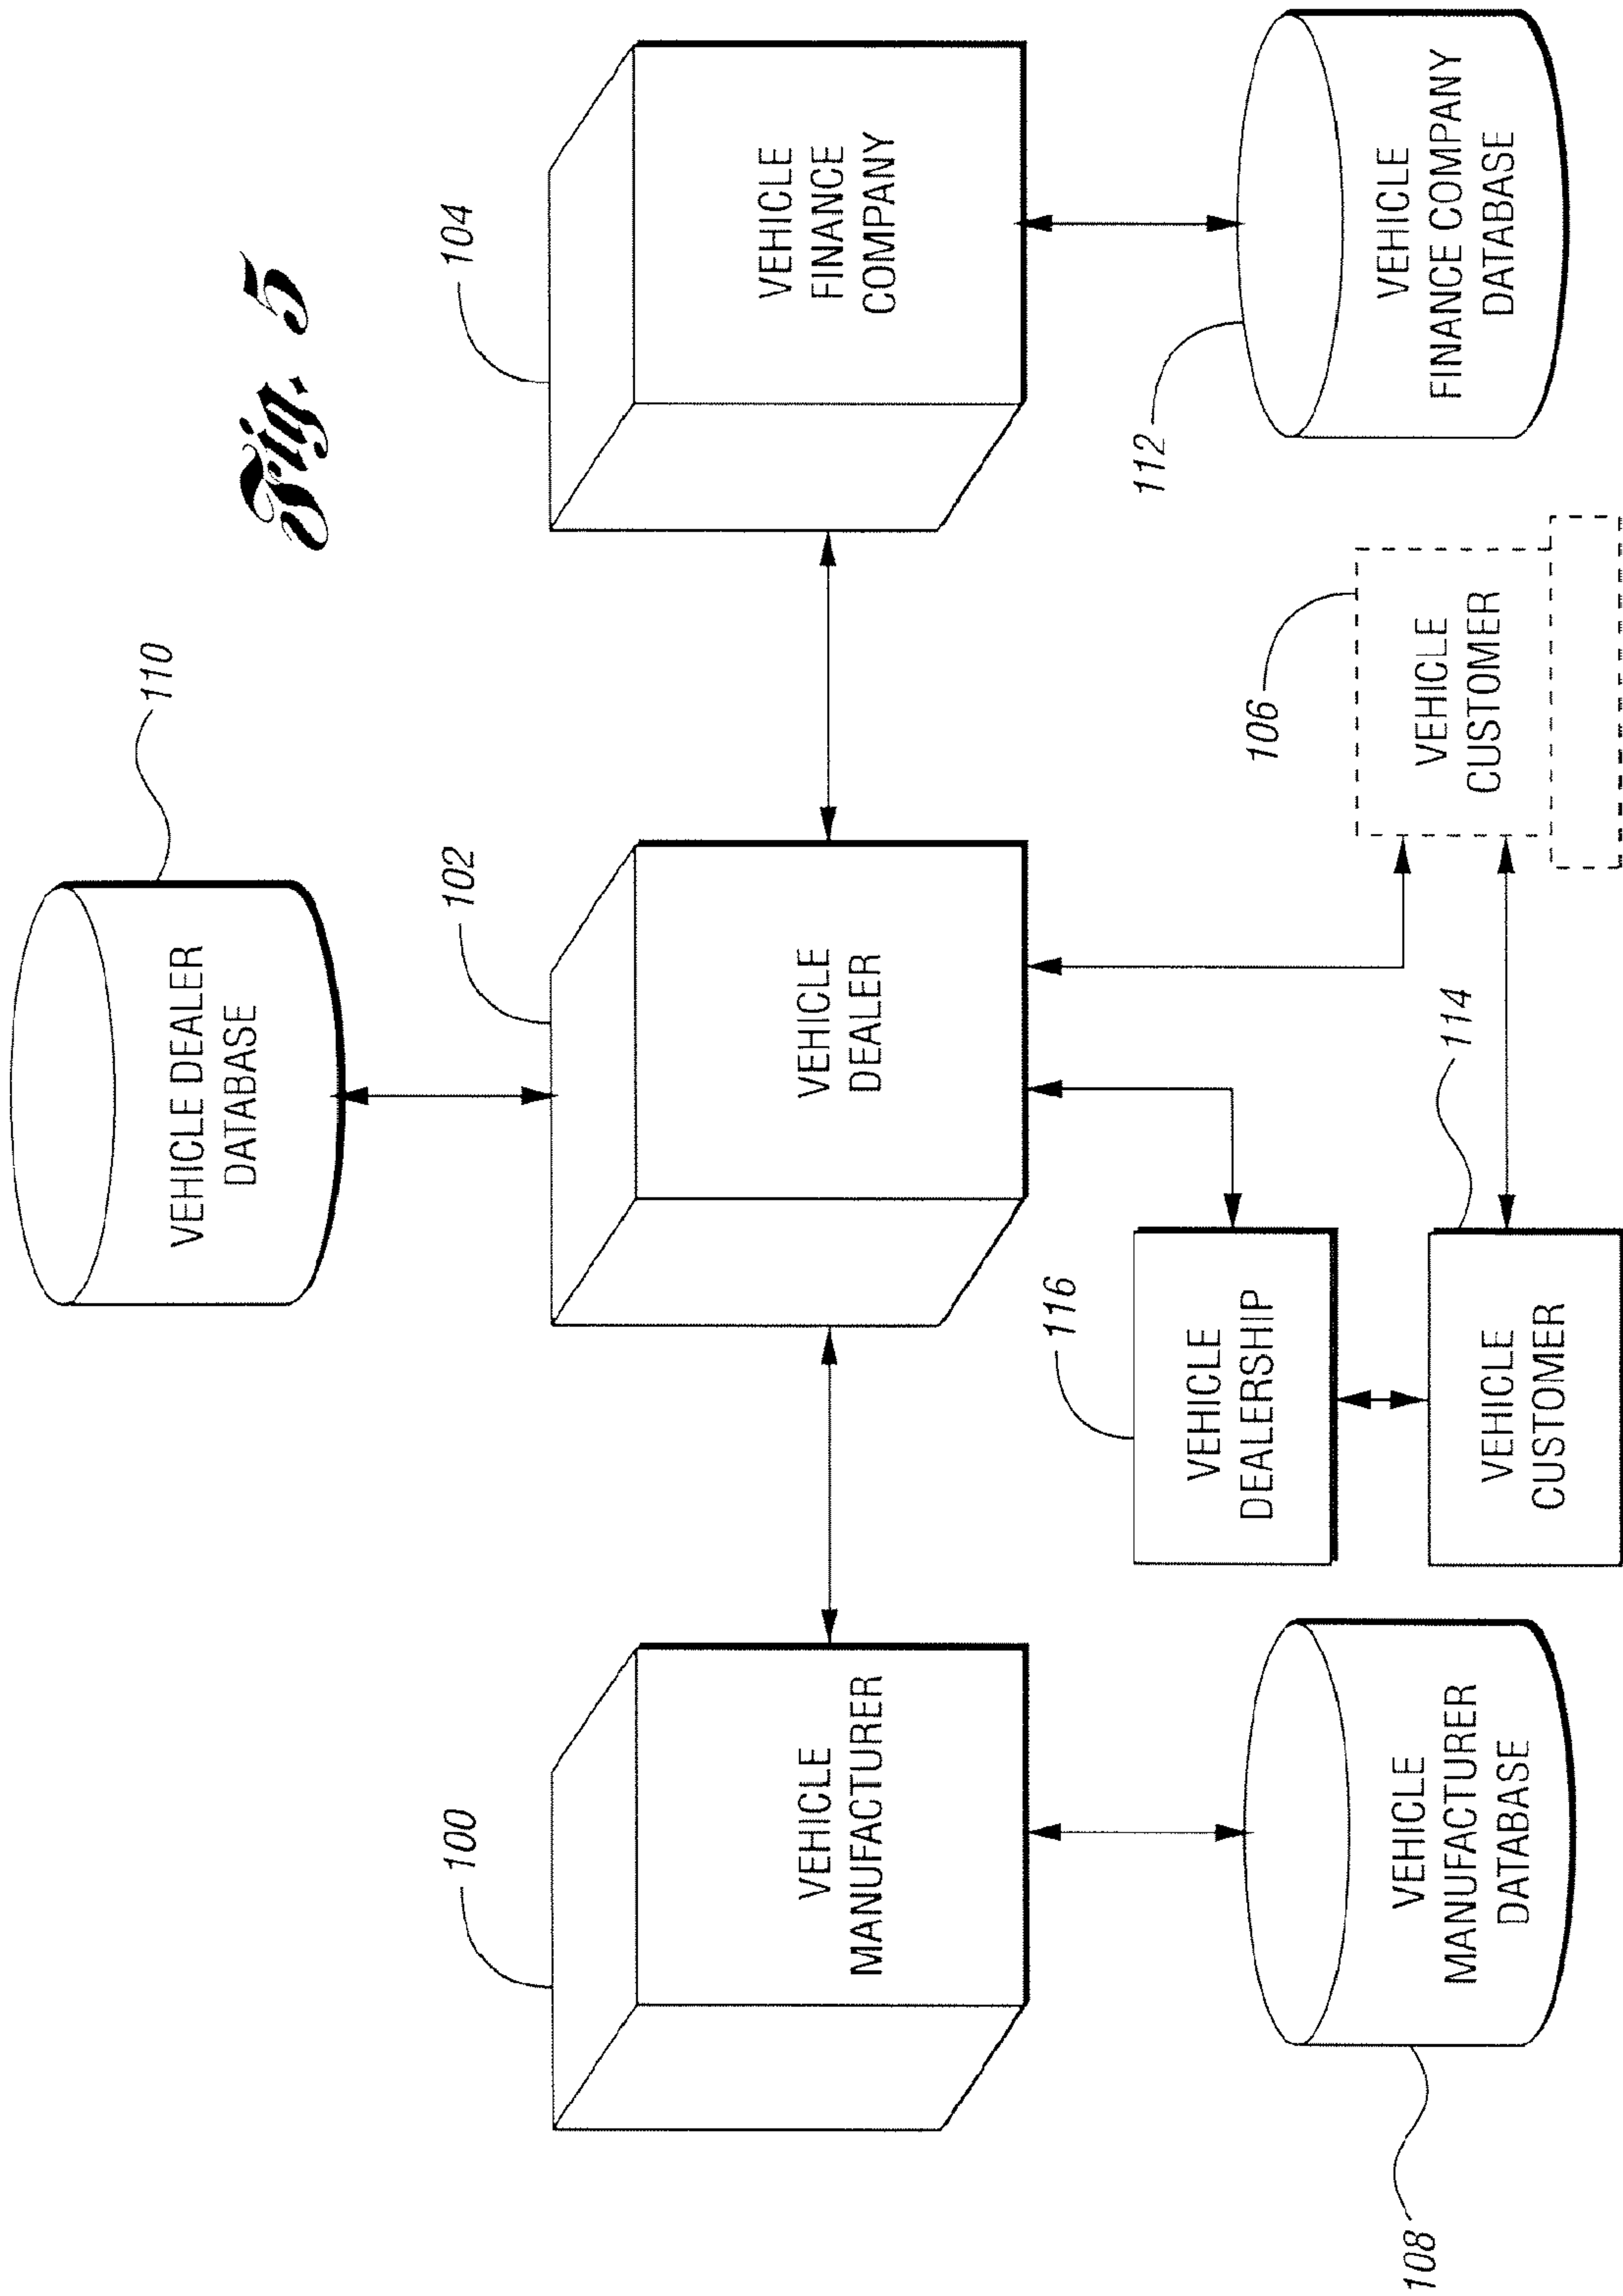 Fig. 5
110
VEHICLE DEALER
DATABASE
100
102
104
VEHICLE
MANUFACTURER
VEHICLE
DEALER
VEHICLE
FINANCE
COMPANY
116
VEHICLE
DEALERSHIP
112
106
108
VEHICLE
MANUFACTURER
DATABASE
VEHICLE
CUSTOMER
114
VEHICLE
CUSTOMER
VEHICLE
FINANCE COMPANY
DATABASE